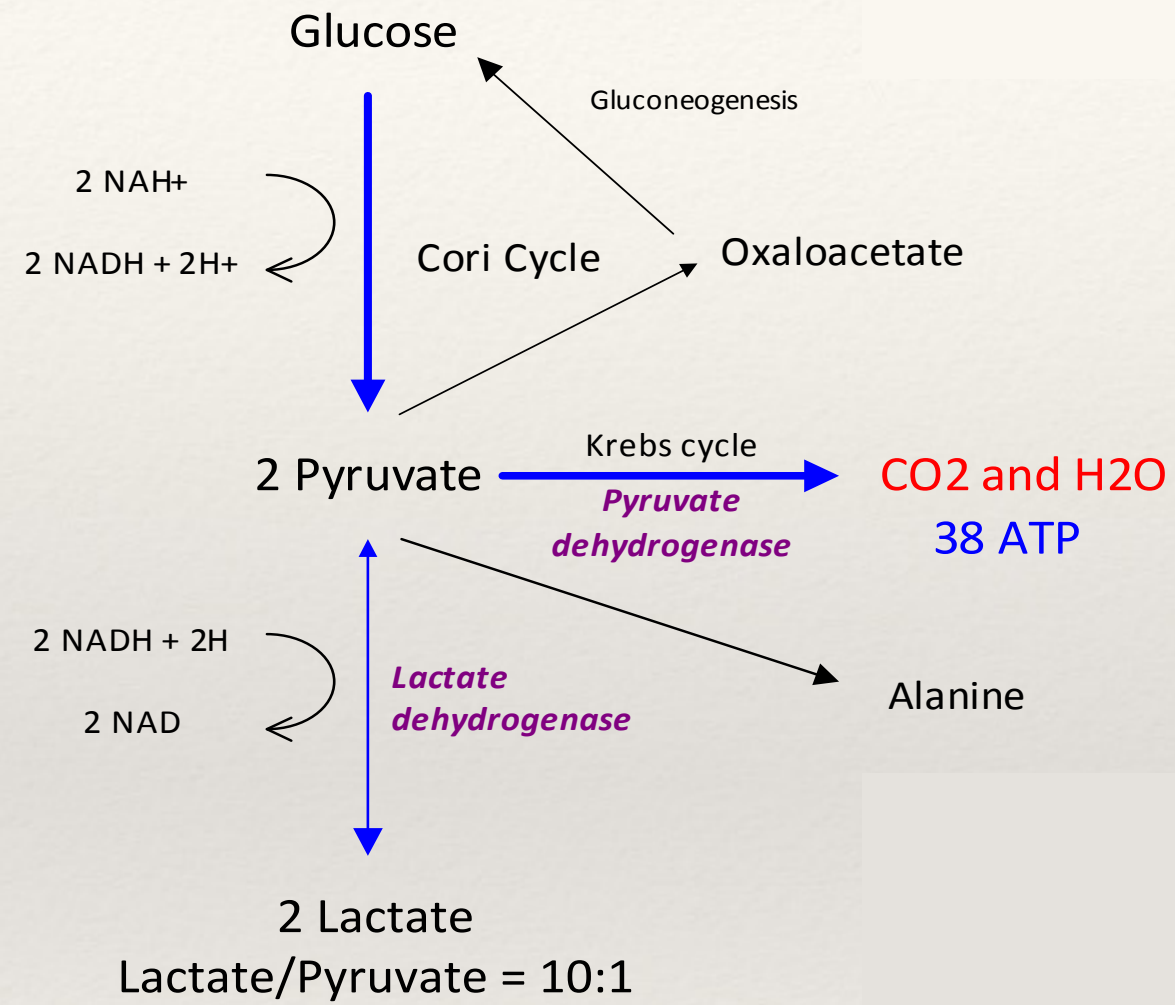 Glucose
Gluconeogenesis
2 NAH+
2 NADH + 2H+
Cori Cycle
Oxaloacetate
2 Pyruvate
Krebs cycle
Pyruvate
dehydrogenase
CO2 and H2O
38 ATP
2 NADH + 2H
2 NAD
Lactate
dehydrogenase
Alanine
2 Lactate
Lactate/Pyruvate = 10:1